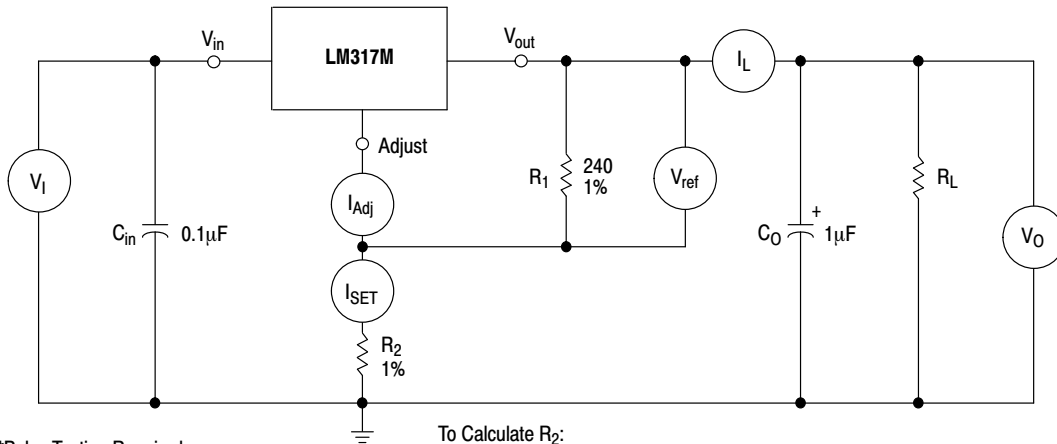 V_in
LM317M
V_out
I_L
Adjust
R_1
240
1%
V_ref
V_I
I_Adj
R_L
C_in
0.1µF
C_O
+
1µF
V_O
I_SET
R_2
1%
To Calculate R_2: